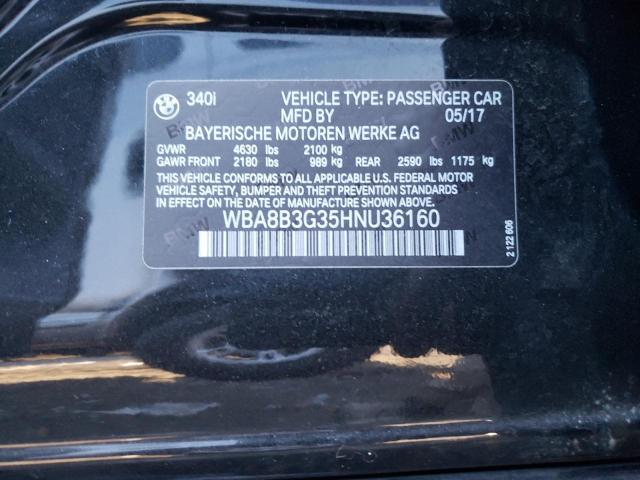 340i VEHICLE TYPE: PASSENGER CAR
MFD BY 05/17
BAYERISCHE MOTOREN WERKE AG
GVWR 4630 lbs 2100 kg
GAWR FRONT 2180 lbs 989 kg REAR 2590 lbs 1175 kg
THIS VEHICLE CONFORMS TO ALL APPLICABLE U.S. FEDERAL MOTOR
VEHICLE SAFETY, BUMPER AND THEFT PREVENTION STANDARDS
IN EFFECT ON THE DATE OF MANUFACTURE SHOWN ABOVE.
WBA8B3G35HNU36160
2 122 605